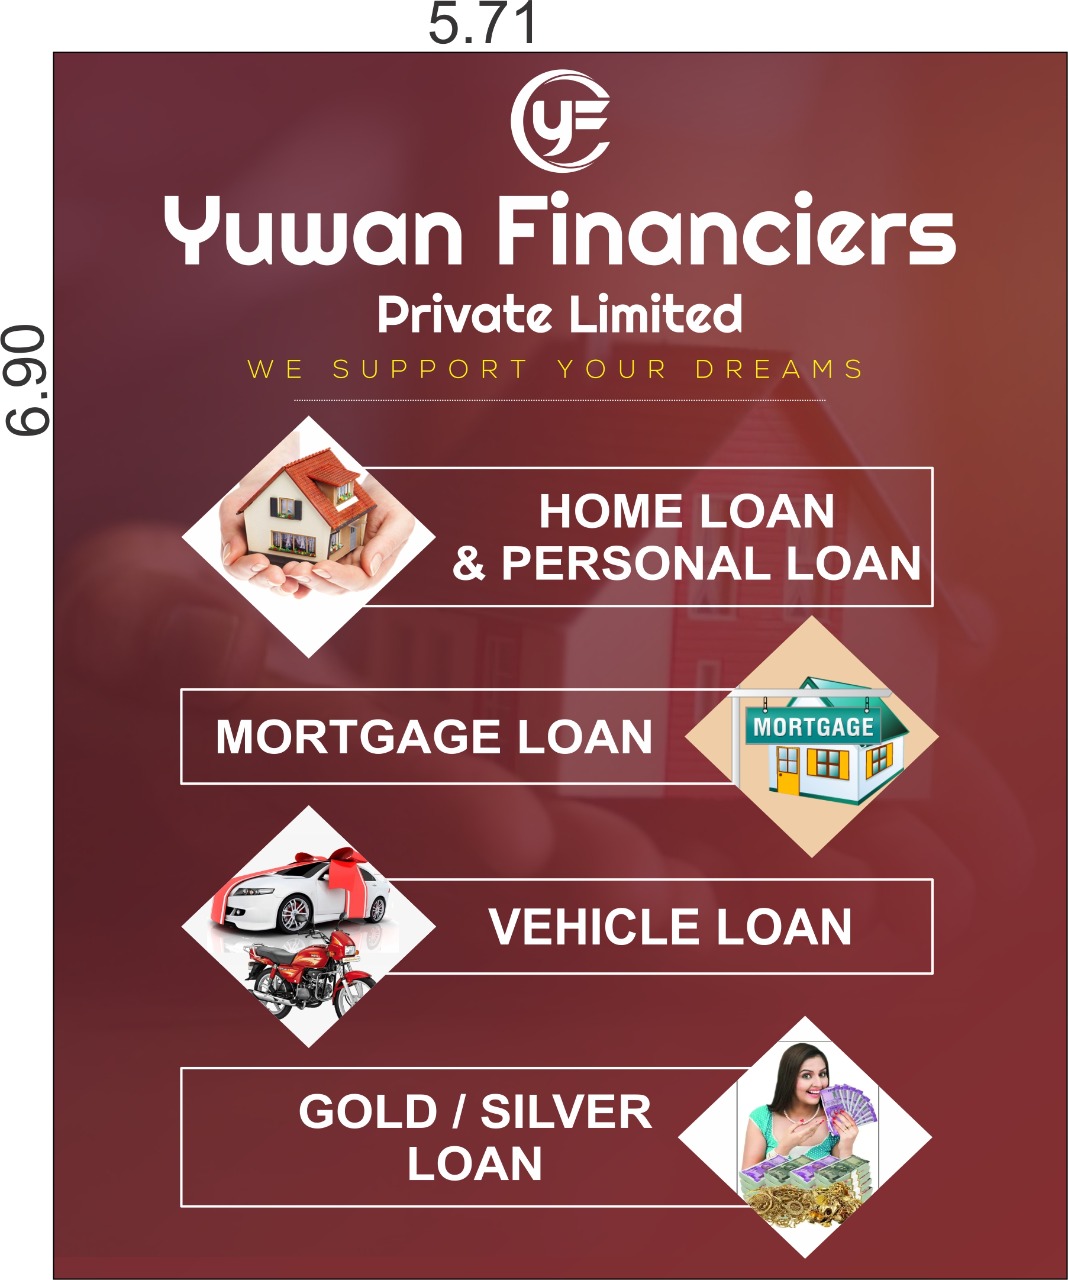 5.71
6.90
YF
Yuwan Financiers
Private Limited
WE SUPPORT YOUR DREAMS
HOME LOAN
& PERSONAL LOAN
MORTGAGE LOAN
MORTGAGE
VEHICLE LOAN
GOLD / SILVER
LOAN